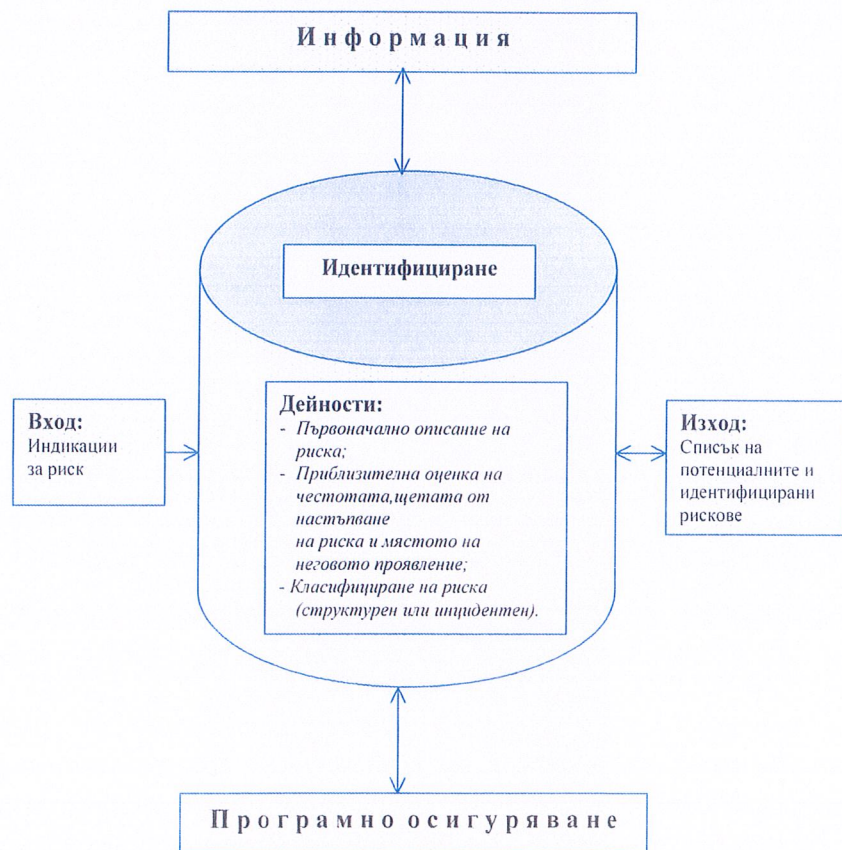 Информация
Идентифициране
Вход:
Индикации
за риск
Дейности:
- Първоначално описание на
риска;
- Приблизителна оценка на
честотата,щетата от
настъпване
на риска и мястото на
неговото проявление;
- Класифициране на риска
(структурен или инцидентен).
Изход:
Списък на
потенциалните и
идентифицирани
рискове
Програмно осигуряване